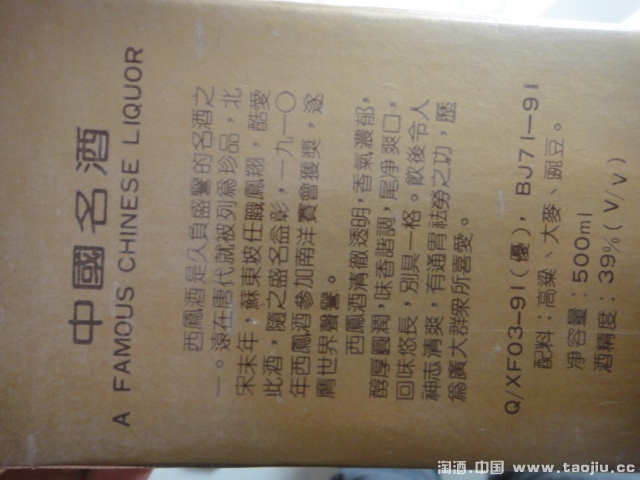 中國名酒
A FAMOUS CHINESE LIQUOR
西鳳酒是久負盛譽的名酒之
一。遠在唐代就被列爲珍品，北
宋末年，蘇東坡任職鳳翔，酷愛
此酒，隨之盛名益彰，一九一〇
年西鳳酒參加南洋賽會獲獎，遂
膺世界聲譽。
西鳳酒清徹透明，香氣濃郁，
醇厚圓潤，味香諧調，尾净爽口，
回味悠長，別具一格。飲後令人
神志清爽，有通胃祛勞之功，歷
爲廣大群衆所喜愛。
Q/XF03-91(優)，BJ71-91
配料：高粱、大麥、豌豆。
净容量：500ml
酒精度：39%(V/v)
淘酒.中国 www.taojiu.cc